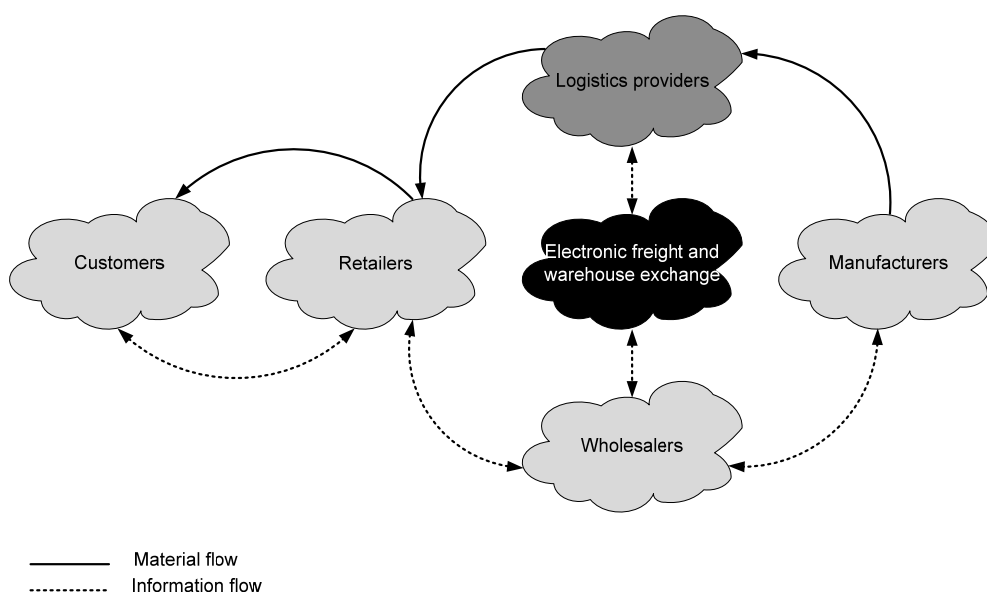 Logistics providers
Customers
Retailers
Electronic freight and
warehouse exchange
Manufacturers
Wholesalers
Material flow
Information flow